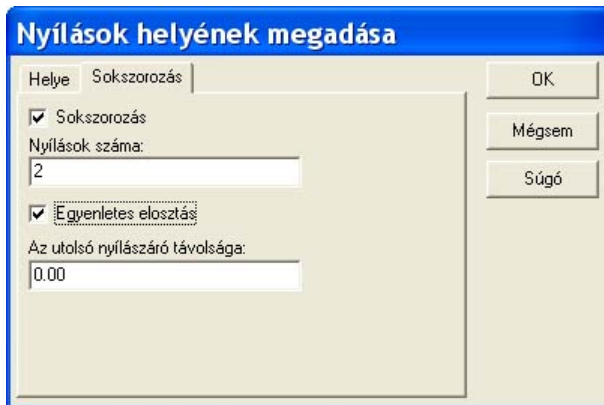 Nyílások helyének megadása
Helye Sokszorozás
OK
Sokszorozás
Mégsem
Nyílások száma:
2
Súgó
Egyenletes elosztás
Az utolsó nyílászáró távolsága:
0.00